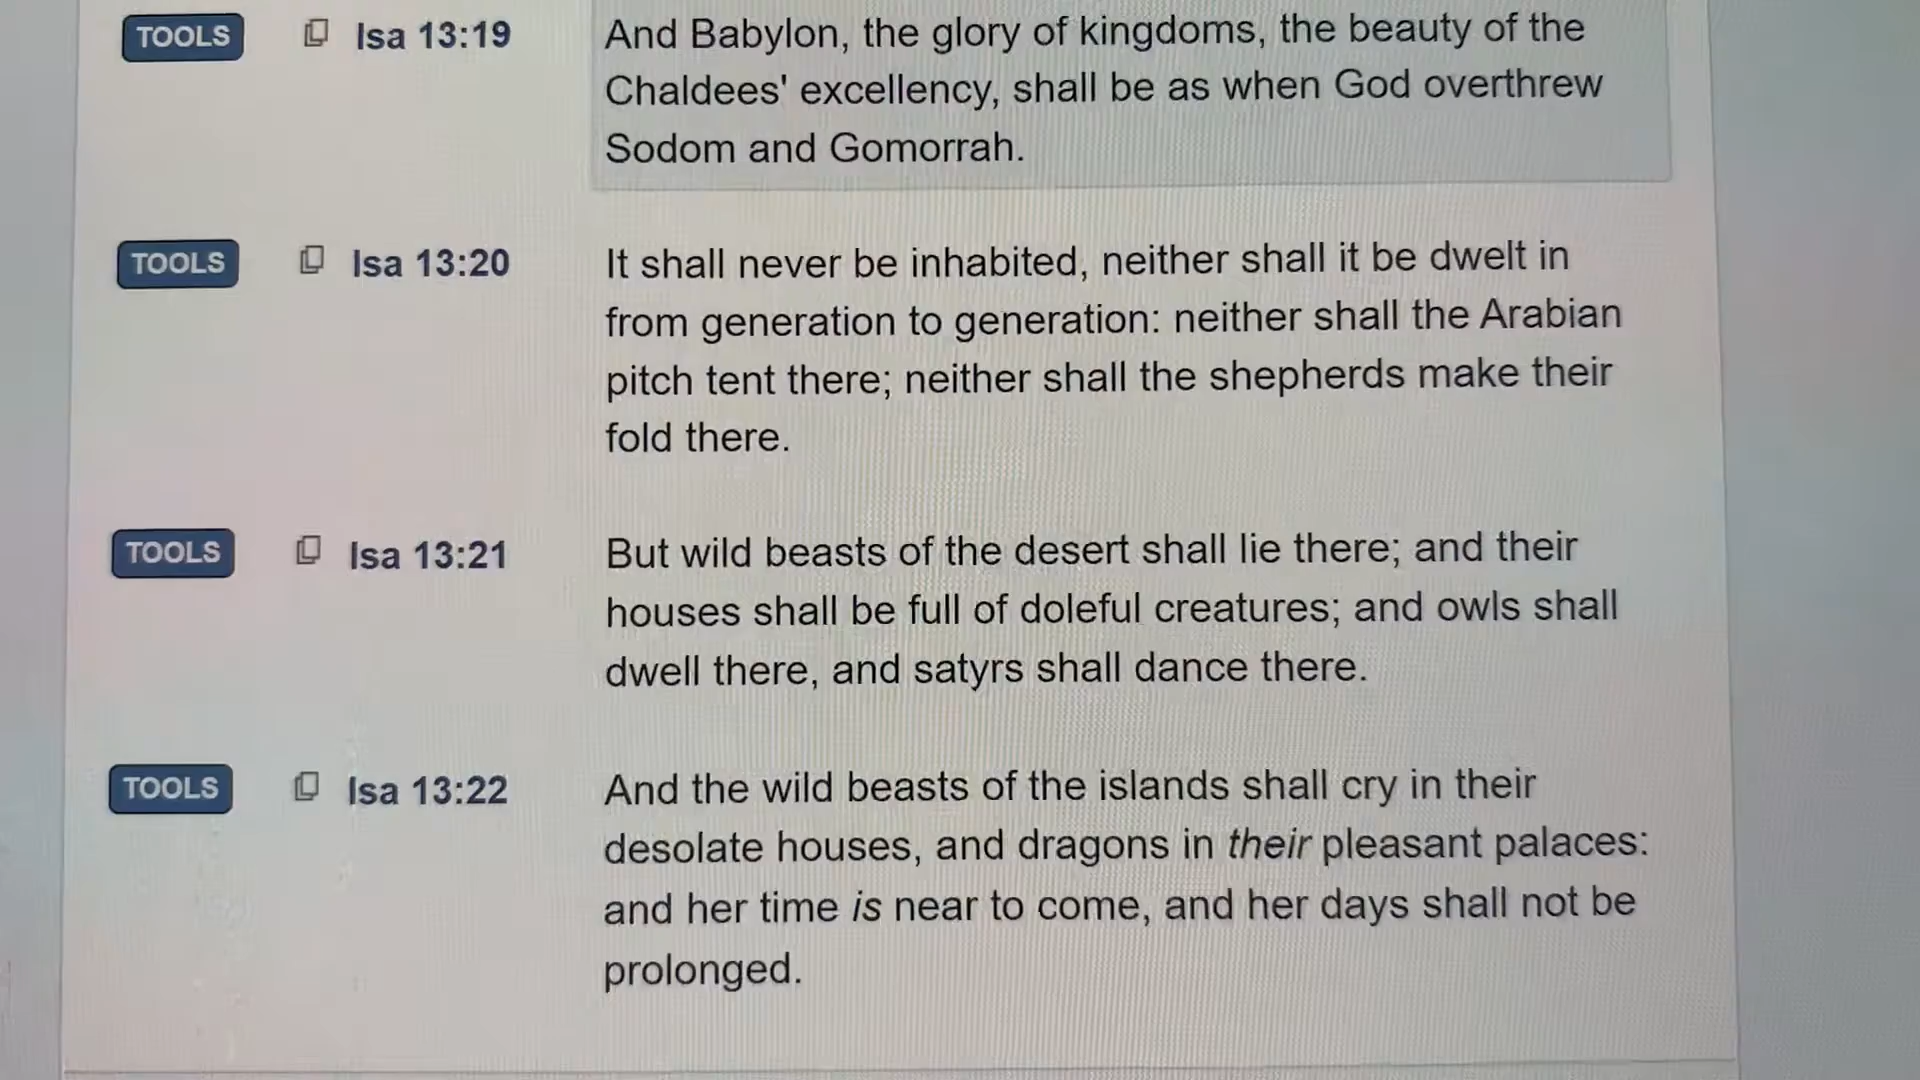 TOOLS Isa 13:19 And Babylon, the glory of kingdoms, the beauty of the
Chaldees' excellency, shall be as when God overthrew
Sodom and Gomorrah.
TOOLS Isa 13:20 It shall never be inhabited, neither shall it be dwelt in
from generation to generation: neither shall the Arabian
pitch tent there; neither shall the shepherds make their
fold there.
TOOLS Isa 13:21 But wild beasts of the desert shall lie there; and their
houses shall be full of doleful creatures; and owls shall
dwell there, and satyrs shall dance there.
TOOLS Isa 13:22 And the wild beasts of the islands shall cry in their
desolate houses, and dragons in their pleasant palaces:
and her time is near to come, and her days shall not be
prolonged.